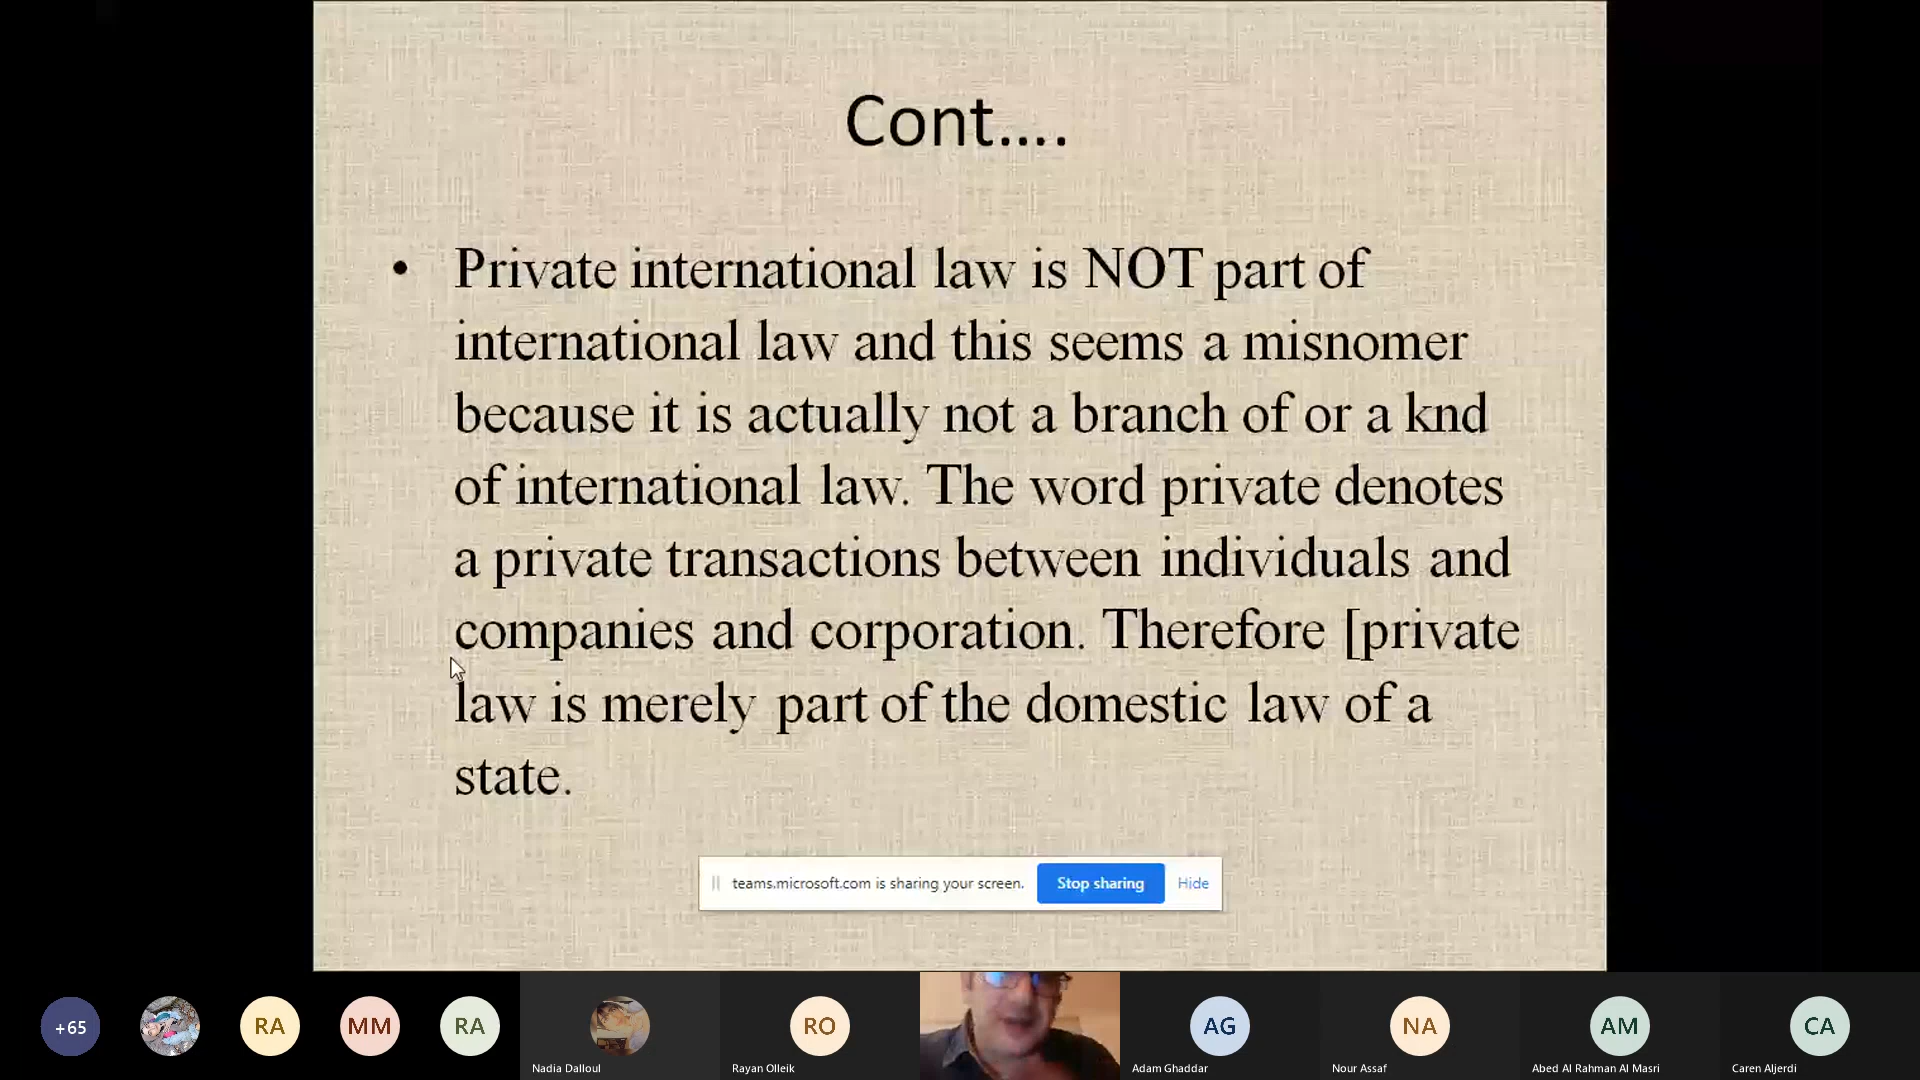 Cont....
• Private international law is NOT part of
international law and this seems a misnomer
because it is actually not a branch of or a knd
of international law. The word private denotes
a private transactions between individuals and
companies and corporation. Therefore [private
law is merely part of the domestic law of a
state.
teams.microsoft.com is sharing your screen. Stop sharing Hide
+65 RA MM RA RO AG NA AM CA
Nadia Dalloul Rayan Olleik Adam Ghaddar Nour Assaf Abed Al Rahman Al Masri Caren Aljerdi